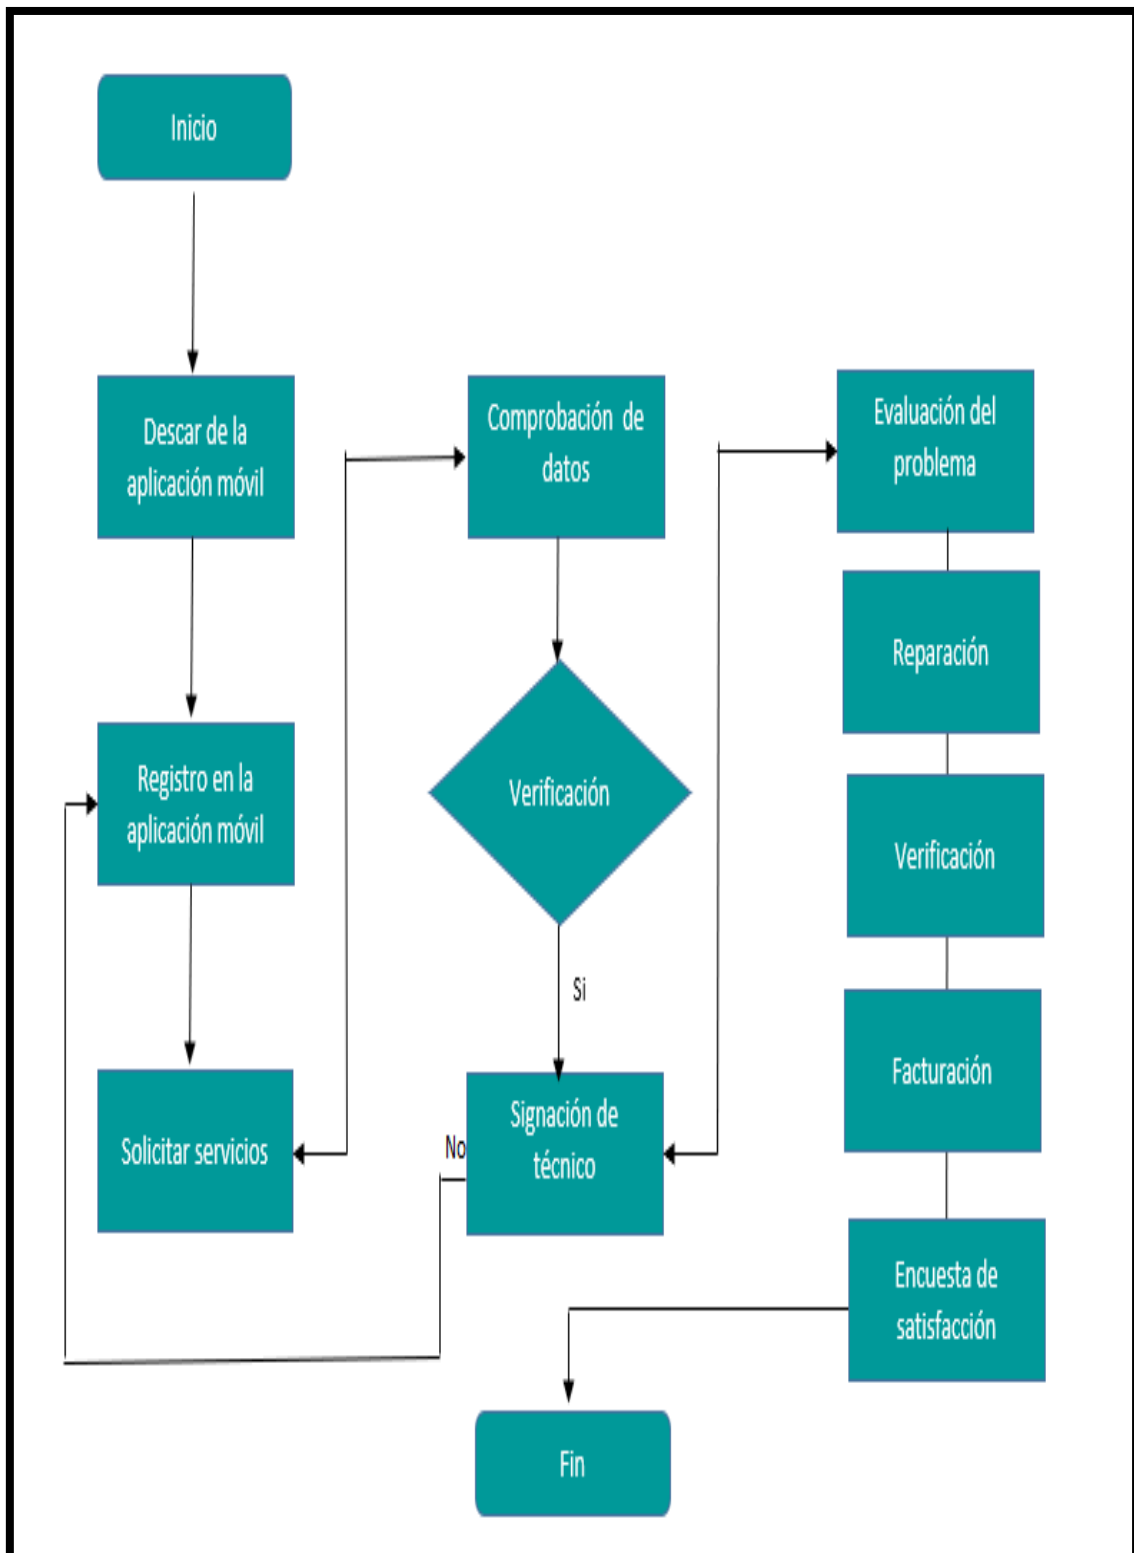 Inicio
Descar de la
aplicación móvil
Registro en la
aplicación móvil
Solicitar servicios
Comprobación de
datos
Verificación
Si
No
Signación de
técnico
Evaluación del
problema
Reparación
Verificación
Facturación
Encuesta de
satisfacción
Fin